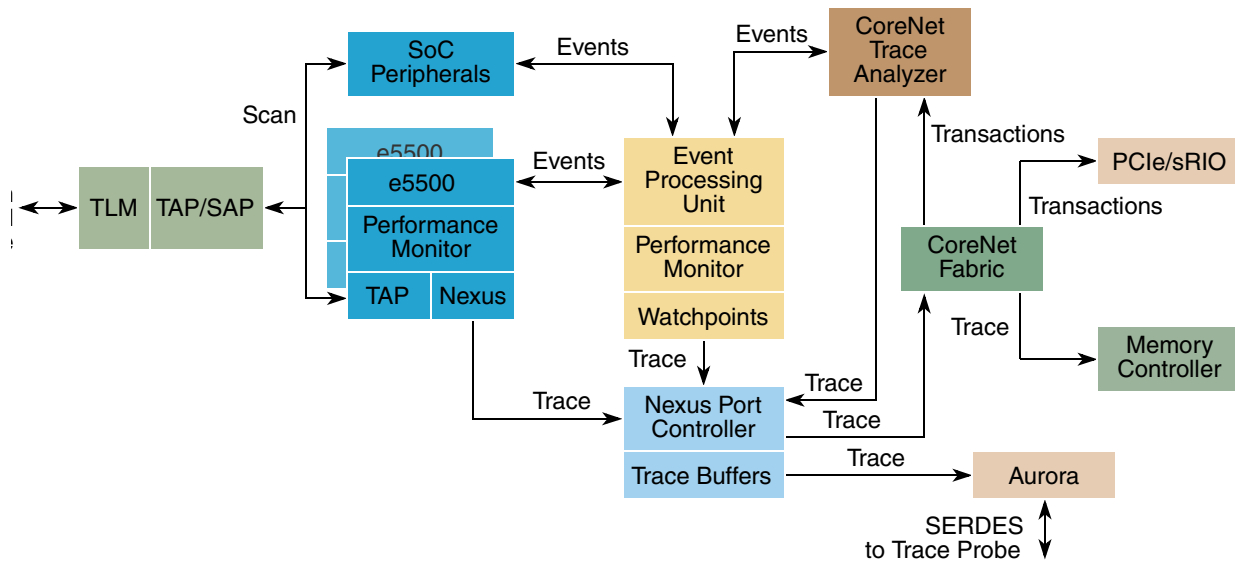 SoC
Peripherals
Events
Events
CoreNet
Trace
Analyzer
Scan
Transactions
PCIe/sRIO
Transactions
e5500
e5500
Performance
Monitor
TAP
Nexus
Events
Event
Processing
Unit
Performance
Monitor
Watchpoints
TLM
TAP/SAP
CoreNet
Fabric
Trace
Memory
Controller
Trace
Trace
Trace
Nexus Port
Controller
Trace
Trace Buffers
Trace
Aurora
SERDES
to Trace Probe